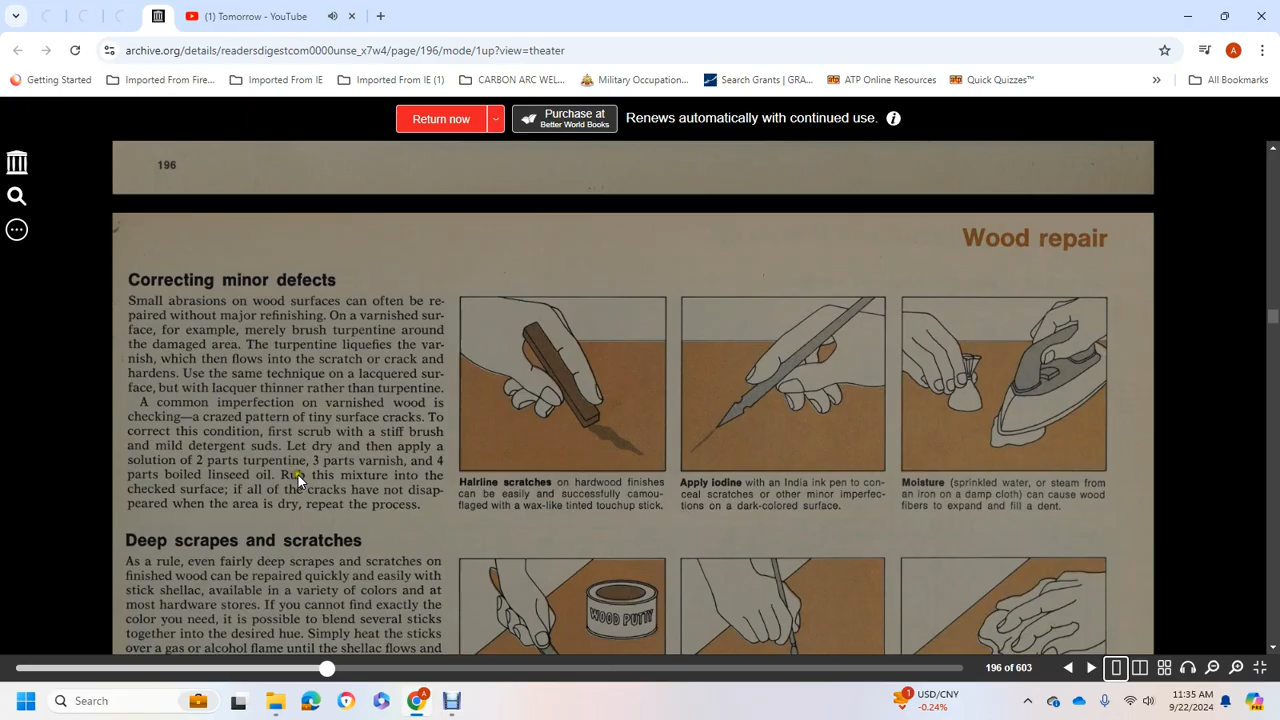 (1) Tomorrow - YouTube
archive.org/details/readersdigestcom0000unse_x7w4/page/196/mode/1up?view=theater
A
Getting Started
Imported From Fire...
Imported From IE
Imported From IE (1)
CARBON ARC WEL...
Military Occupation...
Search Grants | GRA...
ATP Online Resources
Quick Quizzes™
All Bookmarks
Return now
Purchase at
Better World Books
Renews automatically with continued use.
196
Wood repair
Correcting minor defects
Small abrasions on wood surfaces can often be re-
paired without major refinishing. On a varnished sur-
face, for example, merely brush turpentine around
the damaged area. The turpentine liquefies the var-
nish, which then flows into the scratch or crack and
hardens. Use the same technique on a lacquered sur-
face, but with lacquer thinner rather than turpentine.
A common imperfection on varnished wood is
checking—a crazed pattern of tiny surface cracks. To
correct this condition, first scrub with a stiff brush
and mild detergent suds. Let dry and then apply a
solution of 2 parts turpentine, 3 parts varnish, and 4
parts boiled linseed oil. Rub this mixture into the
checked surface; if all of the cracks have not disap-
peared when the area is dry, repeat the process.
Hairline scratches on hardwood finishes
can be easily and successfully camou-
flaged with a wax-like tinted touchup stick.
Apply iodine with an India ink pen to con-
ceal scratches or other minor imperfec-
tions on a dark-colored surface.
Moisture (sprinkled water, or steam from
an iron on a damp cloth) can cause wood
fibers to expand and fill a dent.
Deep scrapes and scratches
As a rule, even fairly deep scrapes and scratches on
finished wood can be repaired quickly and easily with
stick shellac, available in a variety of colors and at
most hardware stores. If you cannot find exactly the
color you need, it is possible to blend several sticks
together into the desired hue. Simply heat the sticks
over a gas or alcohol flame until the shellac flows and
WOOD PUTTY
196 of 603
Search
1
USD/CNY
-0.24%
11:35 AM
9/22/2024